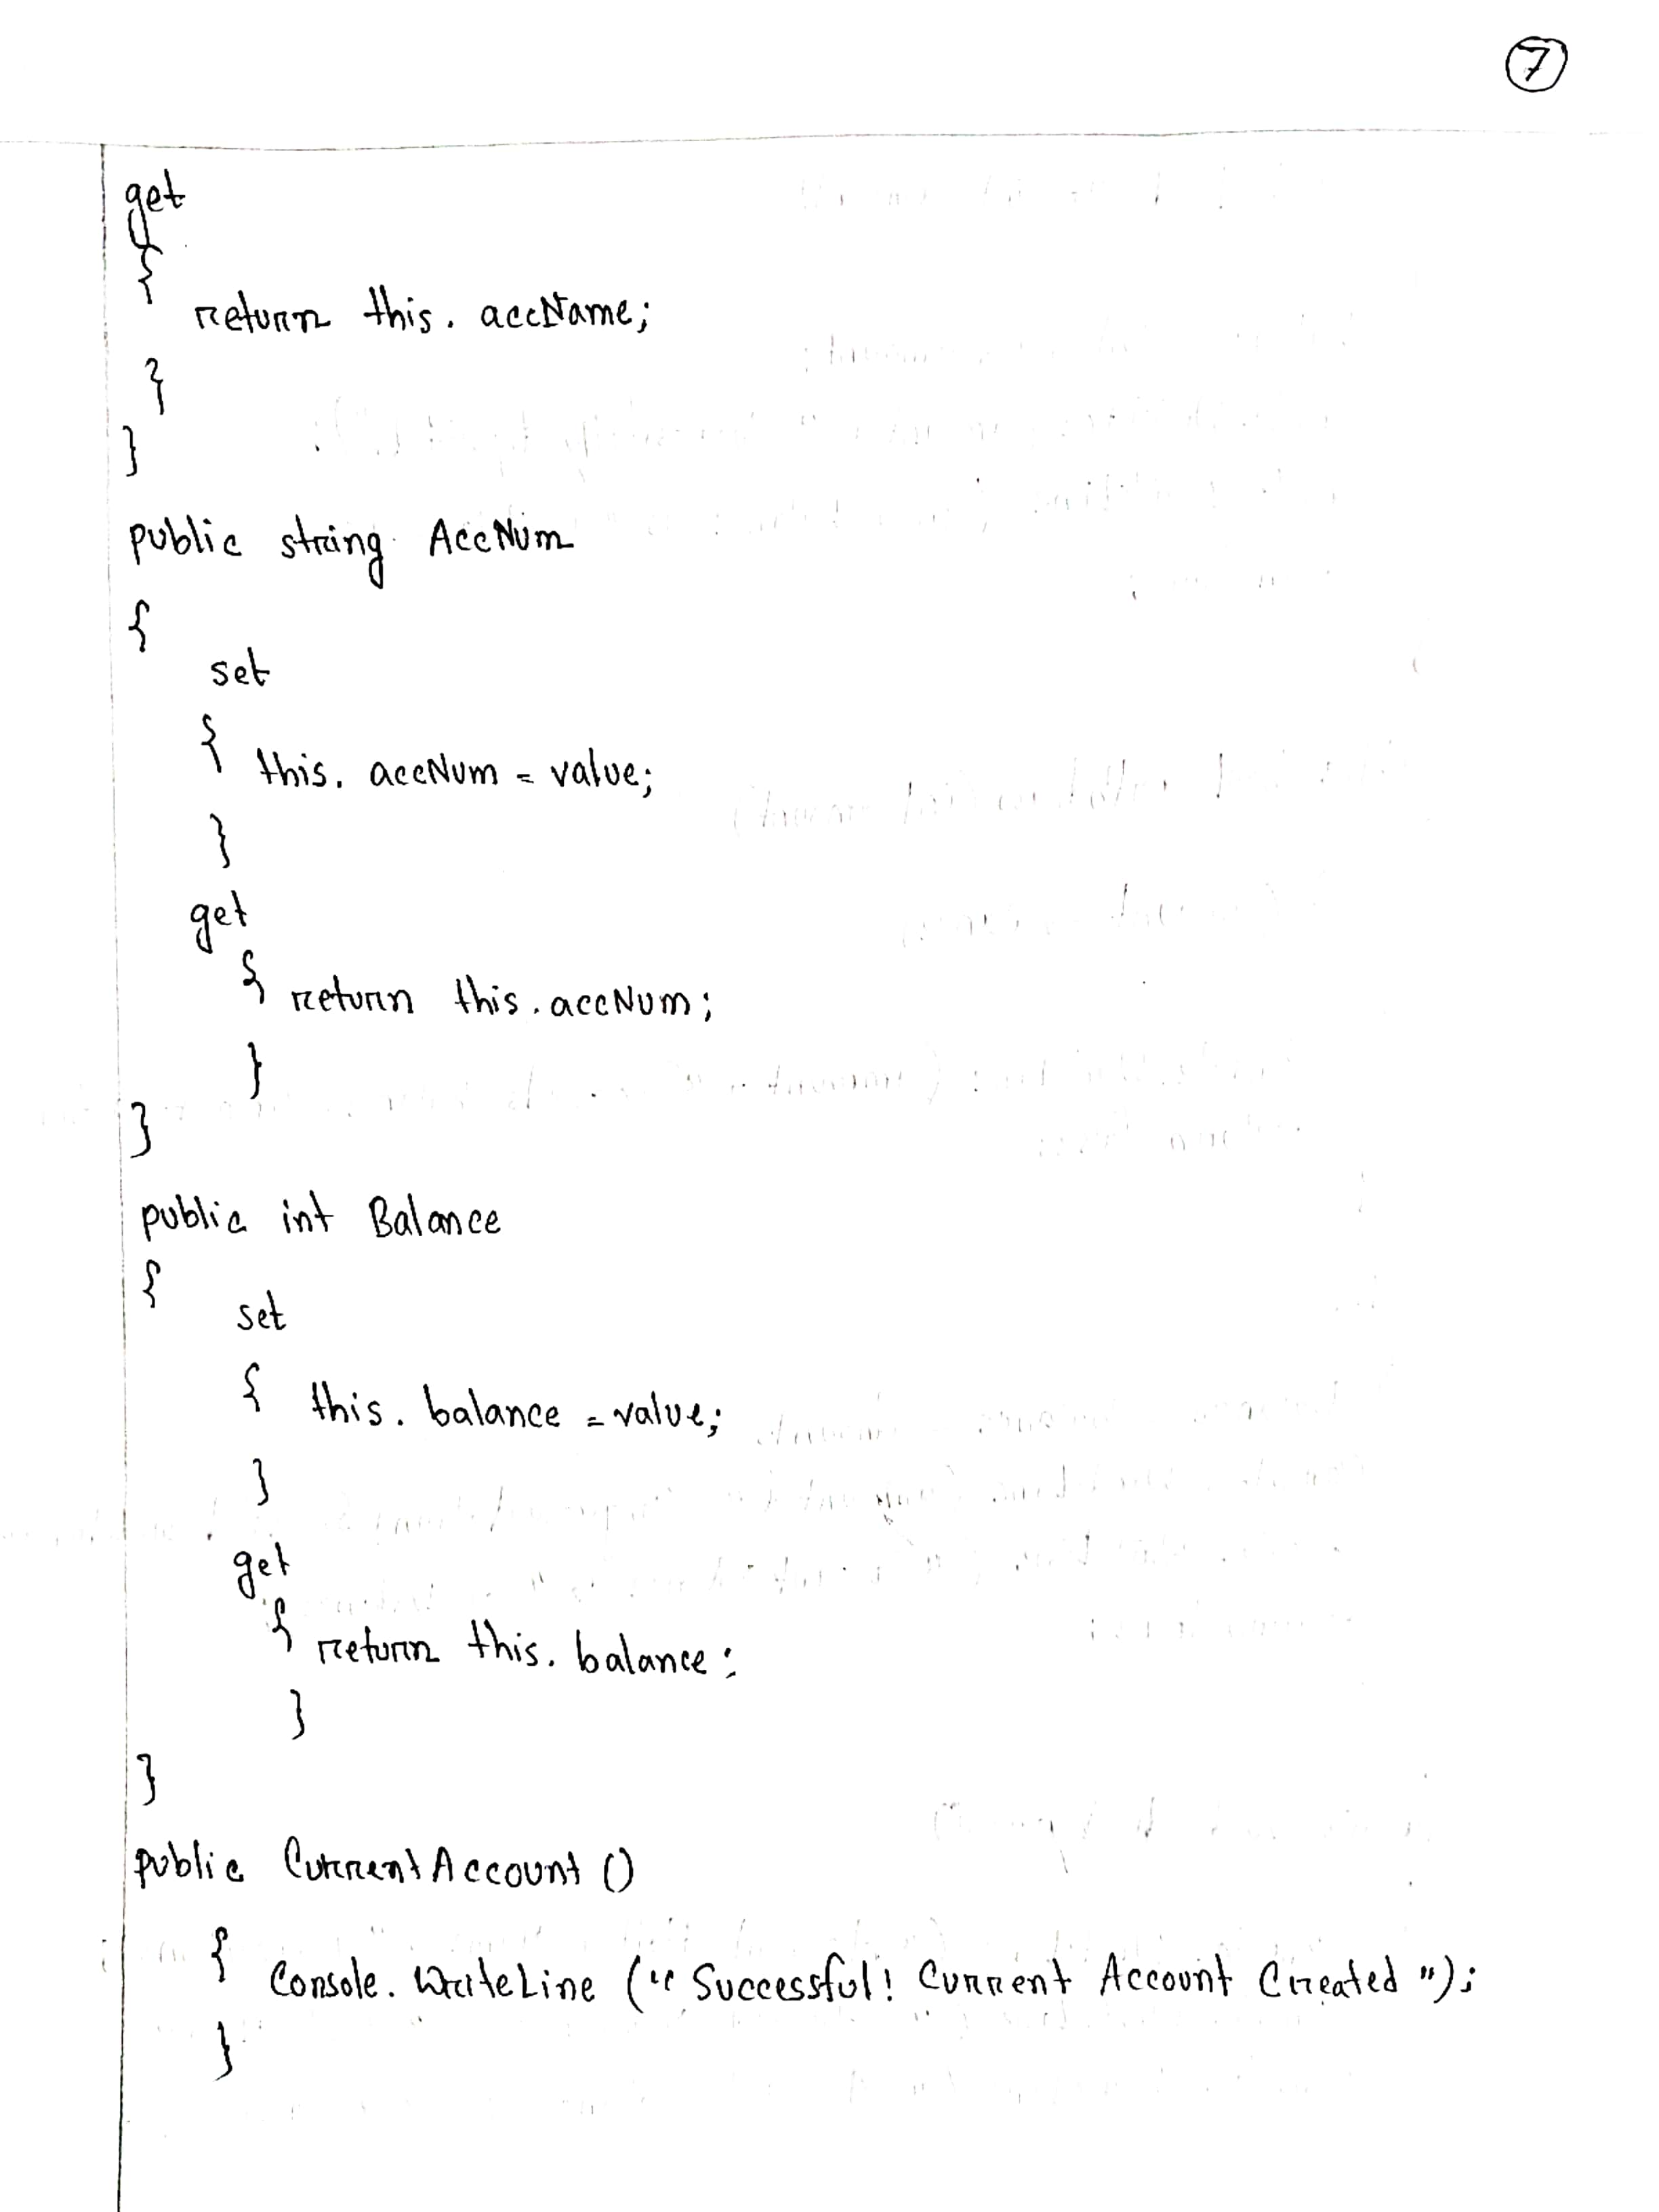 7
get
{
return this. accName;
}
}
public string AccNum
{
set
{ this. accNum = value;
}
get
{ return this.accNum;
}
}
public int Balance
{
set
{ this. balance = value;
}
get
{ return this. balance;
}
}
public CurrentAccount ()
{ Console. WriteLine ("Successful! Current Account Created");
}